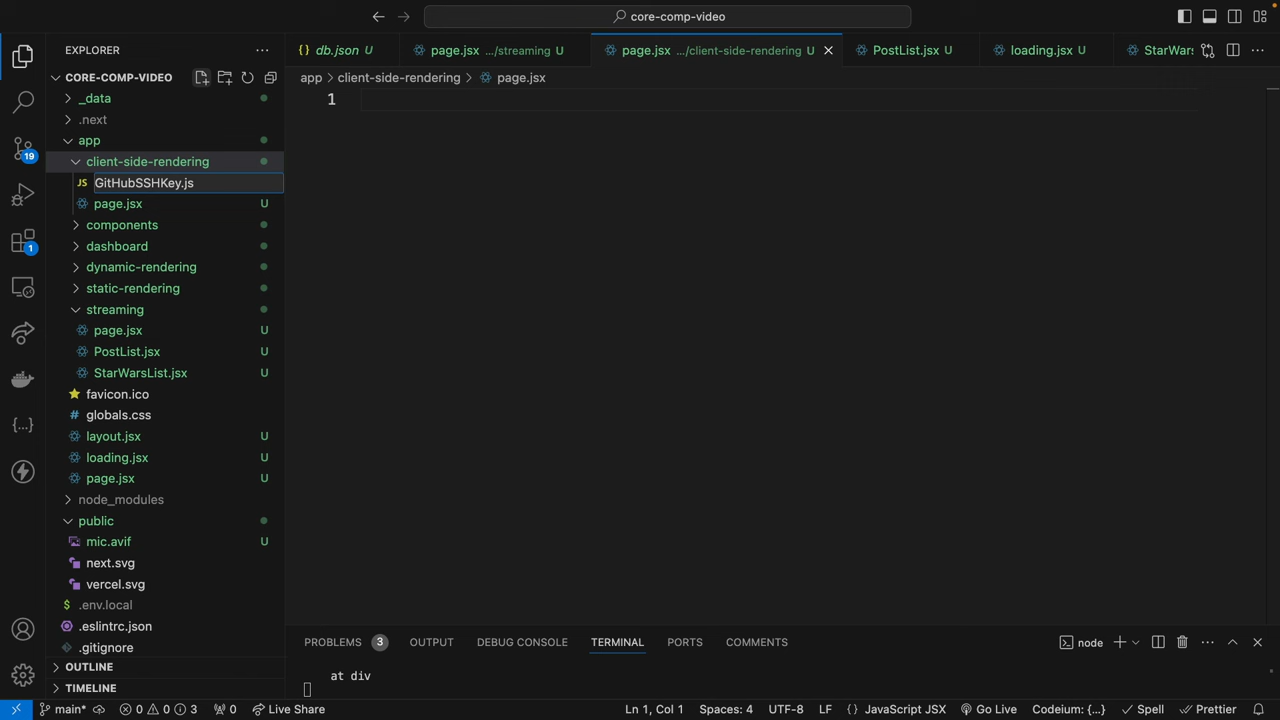 core-comp-video
EXPLORER
CORE-COMP-VIDEO
_data
.next
app
client-side-rendering
JS GitHubSSHKey.js
page.jsx U
components
dashboard
dynamic-rendering
static-rendering
streaming
page.jsx U
PostList.jsx U
StarWarsList.jsx U
favicon.ico
# globals.css
layout.jsx U
loading.jsx U
page.jsx U
node_modules
public
mic.avif U
next.svg
vercel.svg
$ .env.local
.eslintrc.json
.gitignore
OUTLINE
TIMELINE
19
1
{} db.json U
page.jsx .../streaming U
page.jsx .../client-side-rendering U
PostList.jsx U
loading.jsx U
StarWars
app > client-side-rendering > page.jsx
1
PROBLEMS 3 OUTPUT DEBUG CONSOLE TERMINAL PORTS COMMENTS
node
at div
main* 0 0 3 0 Live Share
Ln 1, Col 1 Spaces: 4 UTF-8 LF {} JavaScript JSX Go Live Codeium: {...} Spell Prettier